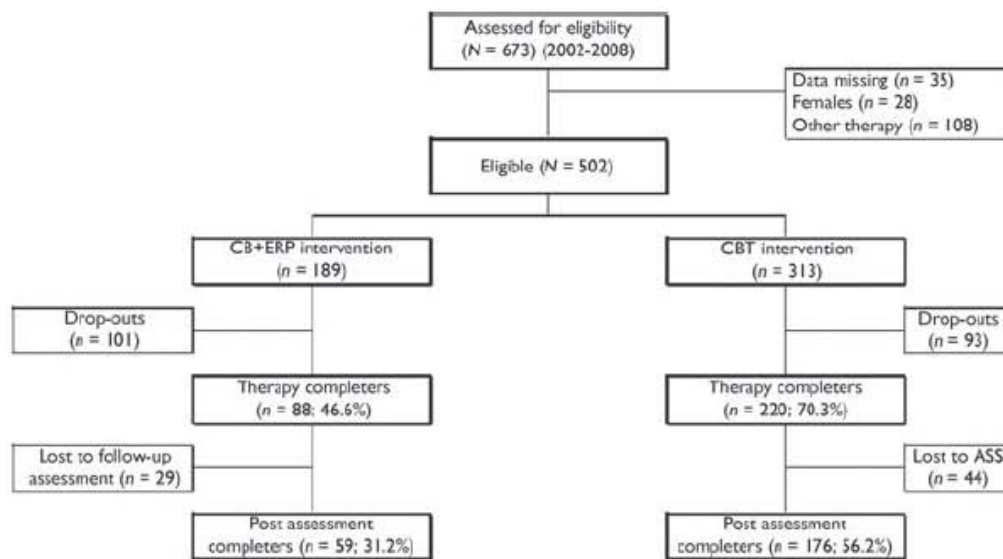 Assessed for eligibility
(N = 673) (2002-2008)
Data missing (n = 35)
Females (n = 28)
Other therapy (n = 108)
Eligible (N = 502)
CB+ERP intervention
(n = 189)
CBT intervention
(n = 313)
Drop-outs
(n = 101)
Drop-outs
(n = 93)
Therapy completers
(n = 88; 46.6%)
Therapy completers
(n = 220; 70.3%)
Lost to follow-up
assessment (n = 29)
Lost to ASS
(n = 44)
Post assessment
completers (n = 59; 31.2%)
Post assessment
completers (n = 176; 56.2%)